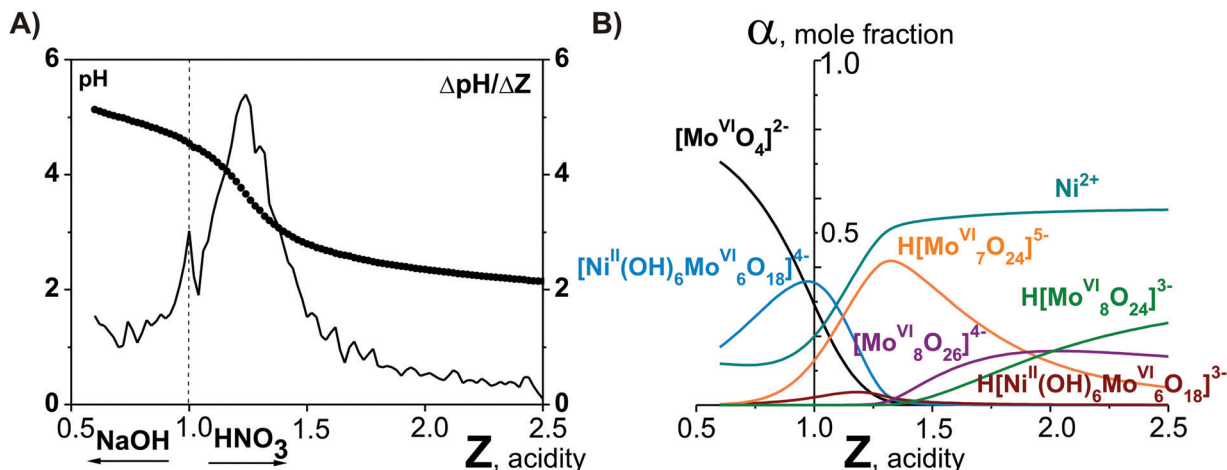 A)
pH
ΔpH/ΔZ
6
4
2
0
6
4
2
0
0.5
1.0
1.5
2.0
2.5
NaOH
HNO3
Z, acidity
B)
α, mole fraction
1.0
0.5
[Mo^VI O4]^2-
Ni^2+
[Ni^II(OH)6Mo^VI 6O18]^4-
H[Mo^VI 7O24]^5-
H[Mo^VI 8O24]^3-
[Mo^VI 8O26]^4-
H[Ni^II(OH)6Mo^VI 6O18]^3-
0.5
1.0
1.5
2.0
2.5
Z, acidity